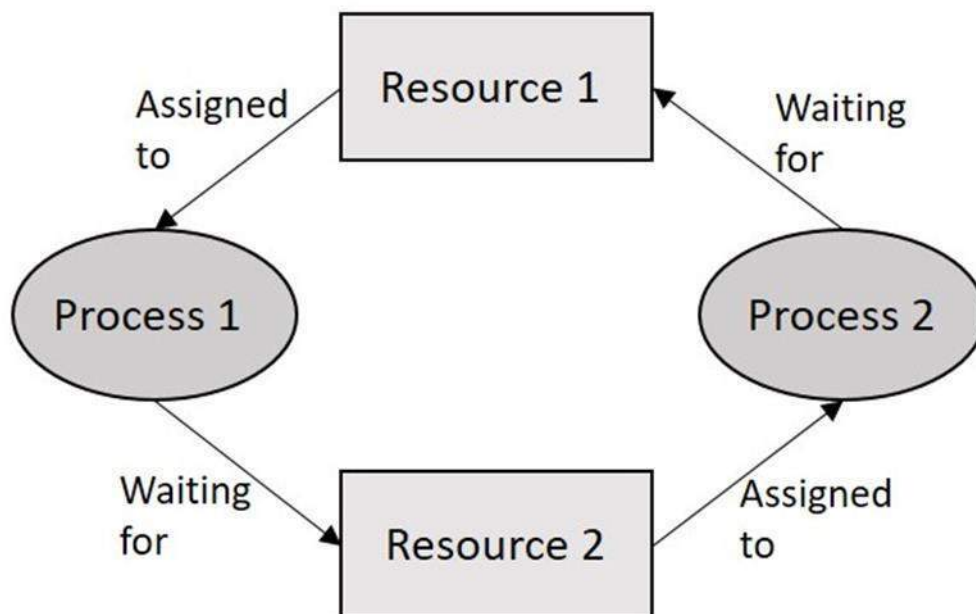 Resource 1
Assigned
to
Waiting
for
Process 1
Process 2
Waiting
for
Assigned
to
Resource 2